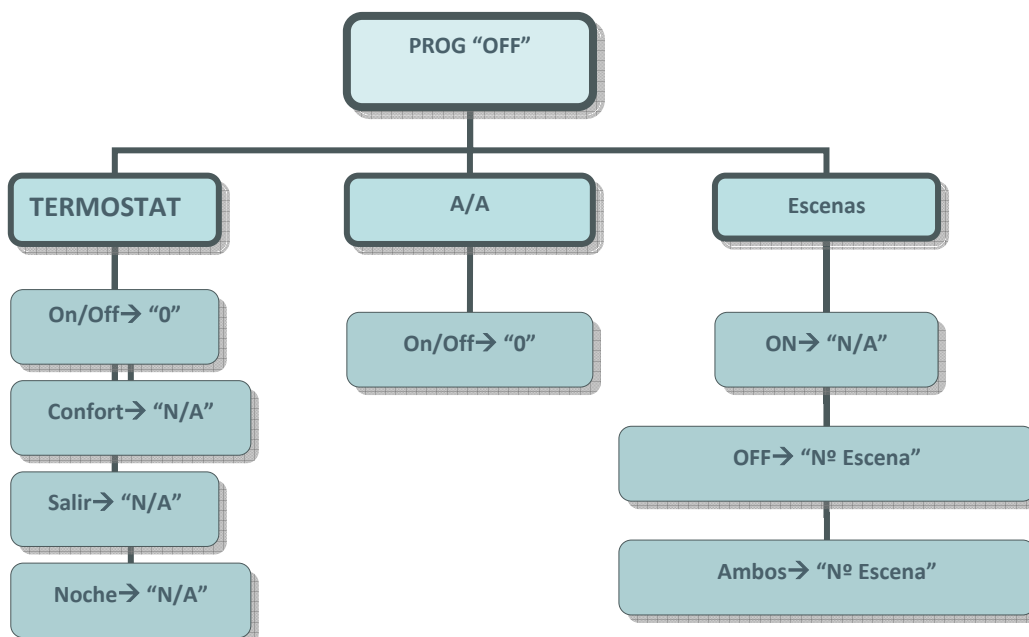 PROG “OFF”
TERMOSTAT
A/A
Escenas
On/Off→ “0”
Confort→ “N/A”
Salir→ “N/A”
Noche→ “N/A”
On/Off→ “0”
ON→ “N/A”
OFF→ “Nº Escena”
Ambos→ “Nº Escena”